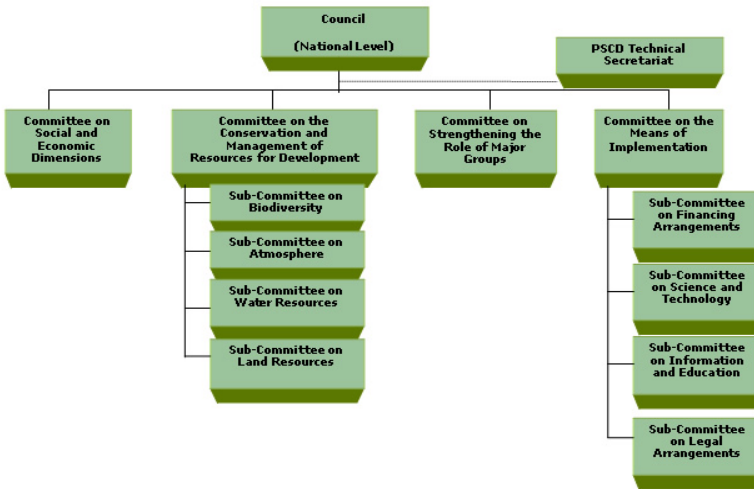 Council
(National Level)
PSCD Technical
Secretariat
Committee on
Social and
Economic
Dimensions
Committee on the
Conservation and
Management of
Resources for Development
Committee on
Strengthening the
Role of Major
Groups
Committee on the
Means of
Implementation
Sub-Committee on
Biodiversity
Sub-Committee on
Atmosphere
Sub-Committee on
Water Resources
Sub-Committee on
Land Resources
Sub-Committee
on Financing
Arrangements
Sub-Committee
on Science and
Technology
Sub-Committee
on Information
and Education
Sub-Committee
on Legal
Arrangements